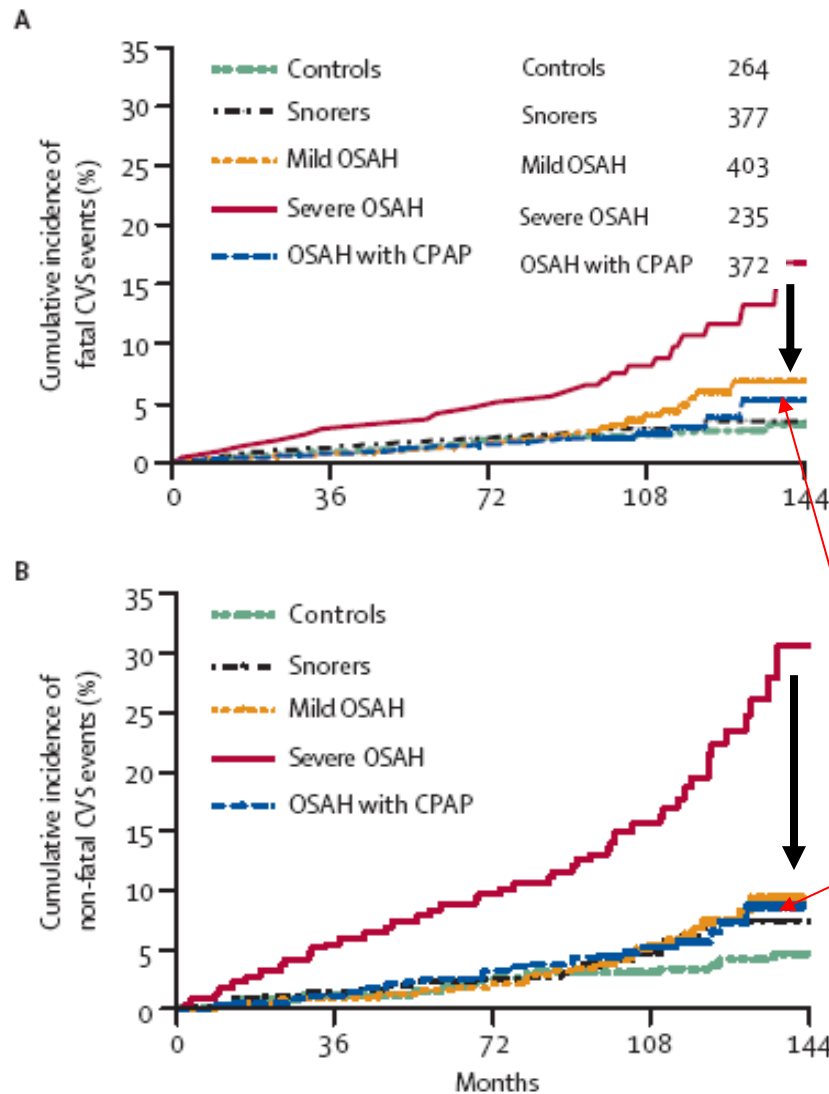 A
Cumulative incidence of
fatal CVS events (%)
35
30
25
20
15
10
5
0
Controls
Snorers
Mild OSAH
Severe OSAH
OSAH with CPAP
Controls 264
Snorers 377
Mild OSAH 403
Severe OSAH 235
OSAH with CPAP 372
0 36 72 108 144
B
Cumulative incidence of
non-fatal CVS events (%)
35
30
25
20
15
10
5
0
Controls
Snorers
Mild OSAH
Severe OSAH
OSAH with CPAP
0 36 72 108 144
Months